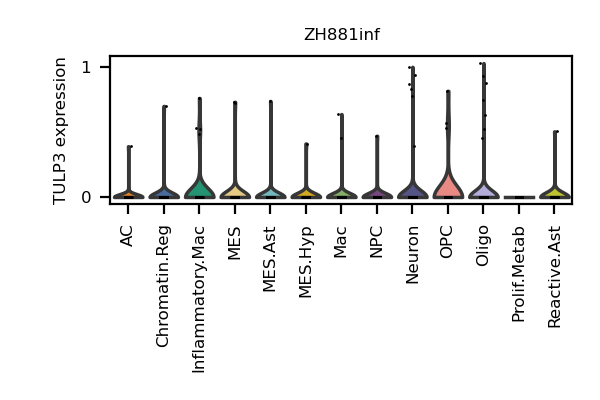 ZH881inf
TULP3 expression
1
0
AC
Chromatin.Reg
Inflammatory.Mac
MES
MES.Ast
MES.Hyp
Mac
NPC
Neuron
OPC
Oligo
Prolif.Metab
Reactive.Ast